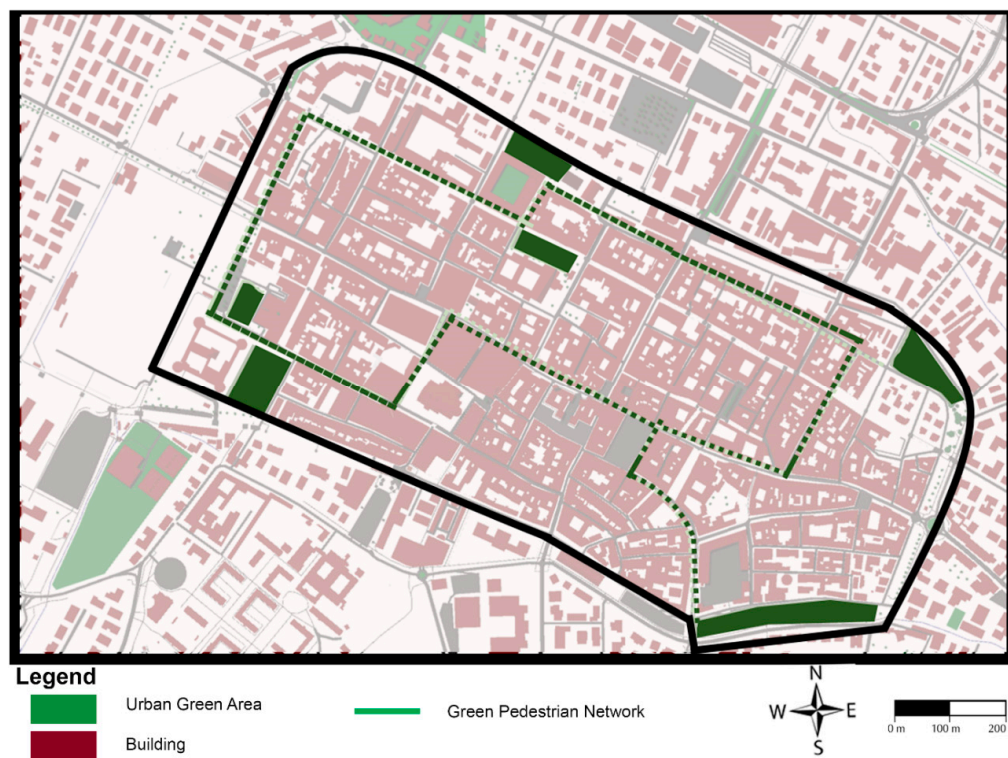 Legend
Urban Green Area
Green Pedestrian Network
Building
N
W E
S
0 m 100 m 200